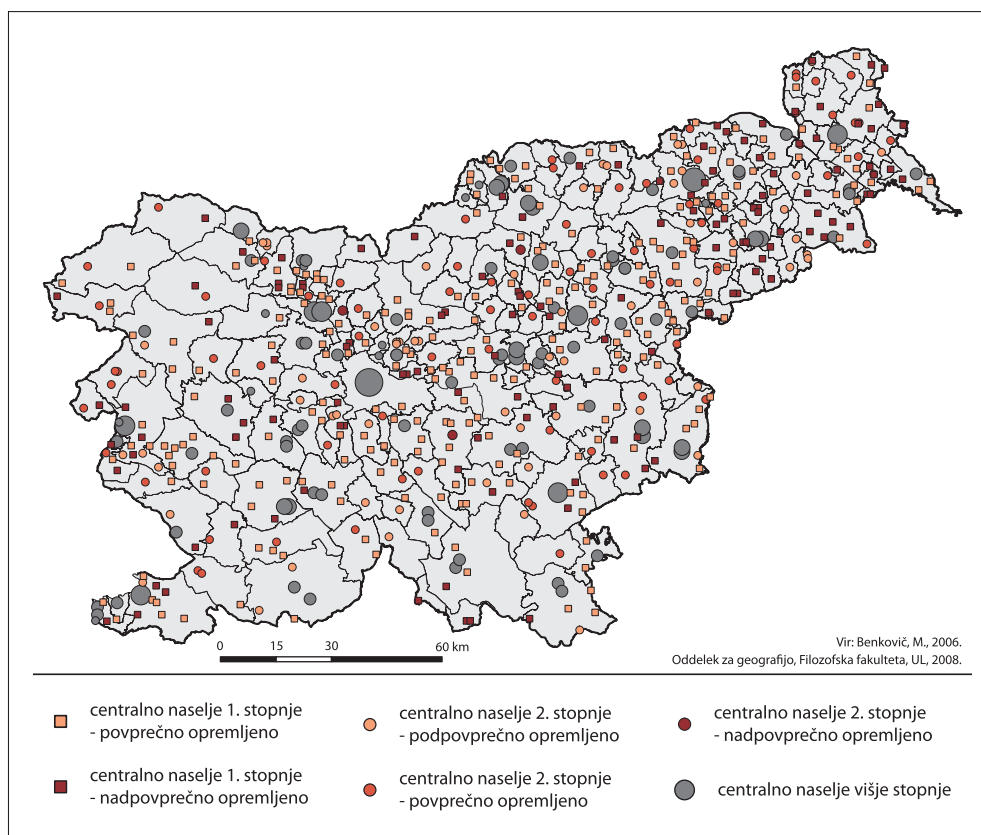 0 15 30 60 km
Vir: Benkovič, M., 2006.
Oddelek za geografijo, Filozofska fakulteta, UL, 2008.
centralno naselje 1. stopnje
- povprečno opremljeno
centralno naselje 1. stopnje
- nadpovprečno opremljeno
centralno naselje 2. stopnje
- podpovprečno opremljeno
centralno naselje 2. stopnje
- povprečno opremljeno
centralno naselje 2. stopnje
- nadpovprečno opremljeno
centralno naselje višje stopnje